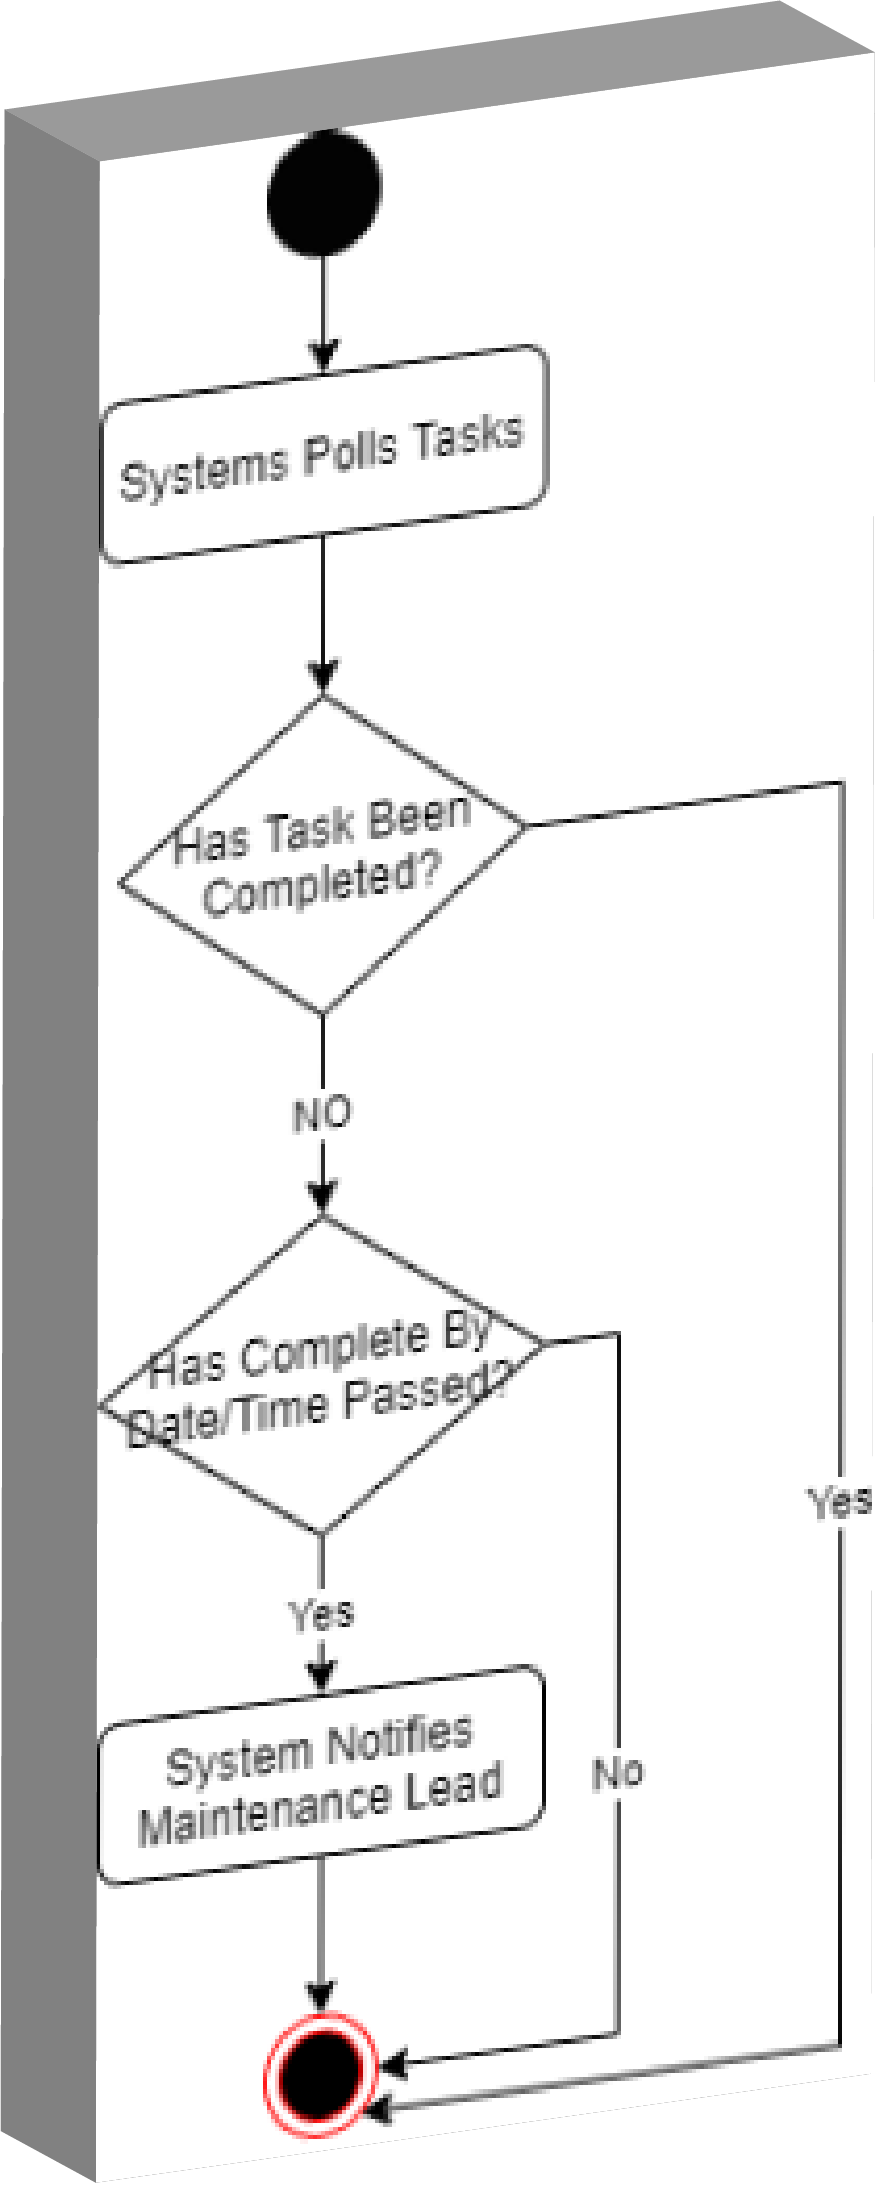 Systems Polls Tasks
Has Task Been
Completed?
NO
Has Complete By
Date/Time Passed?
Yes
Yes
System Notifies
Maintenance Lead
No